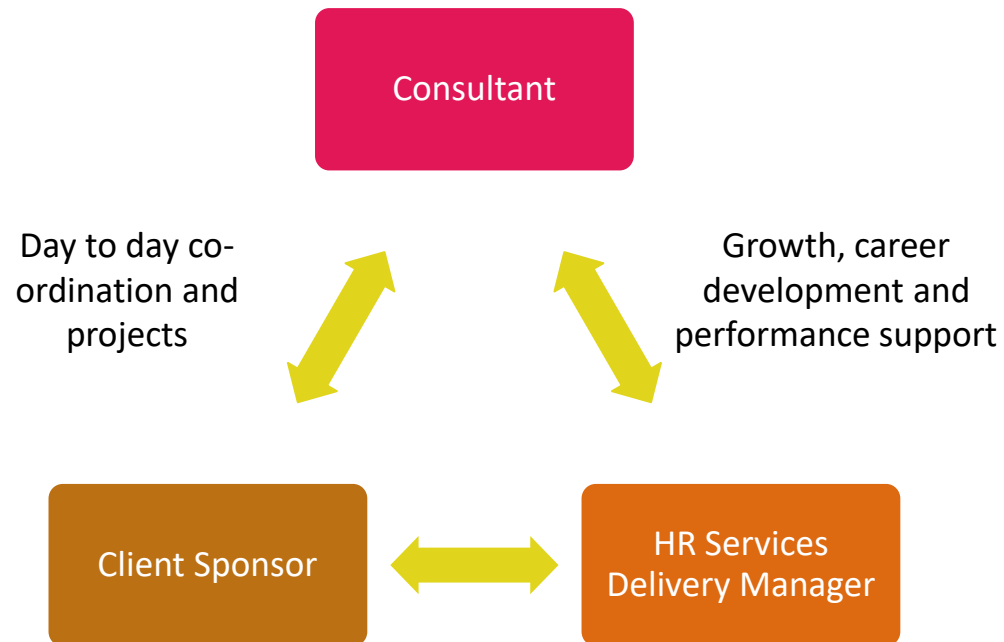 Consultant
Day to day co-
ordination and
projects
Growth, career
development and
performance support
Client Sponsor
HR Services
Delivery Manager